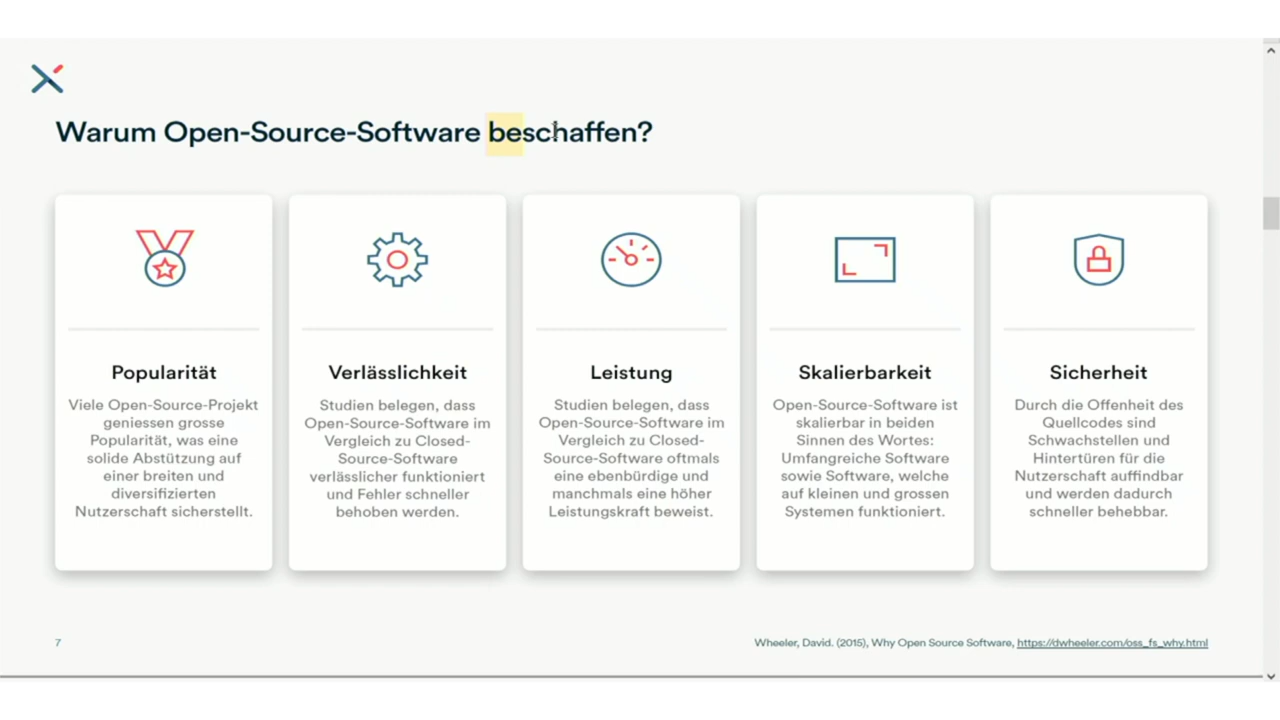 Warum Open-Source-Software beschaffen?
Popularität
Viele Open-Source-Projekt
geniessen grosse
Popularität, was eine
solide Abstützung auf
einer breiten und
diversifizierten
Nutzerschaft sicherstellt.
Verlässlichkeit
Studien belegen, dass
Open-Source-Software im
Vergleich zu Closed-
Source-Software
verlässlicher funktioniert
und Fehler schneller
behoben werden.
Leistung
Studien belegen, dass
Open-Source-Software im
Vergleich zu Closed-
Source-Software oftmals
eine ebenbürdige und
manchmals eine höher
Leistungskraft beweist.
Skalierbarkeit
Open-Source-Software ist
skalierbar in beiden
Sinnen des Wortes:
Umfangreiche Software
sowie Software, welche
auf kleinen und grossen
Systemen funktioniert.
Sicherheit
Durch die Offenheit des
Quellcodes sind
Schwachstellen und
Hintertüren für die
Nutzerschaft auffindbar
und werden dadurch
schneller behebbar.
7
Wheeler, David. (2015), Why Open Source Software, https://dwheeler.com/oss_fs_why.html